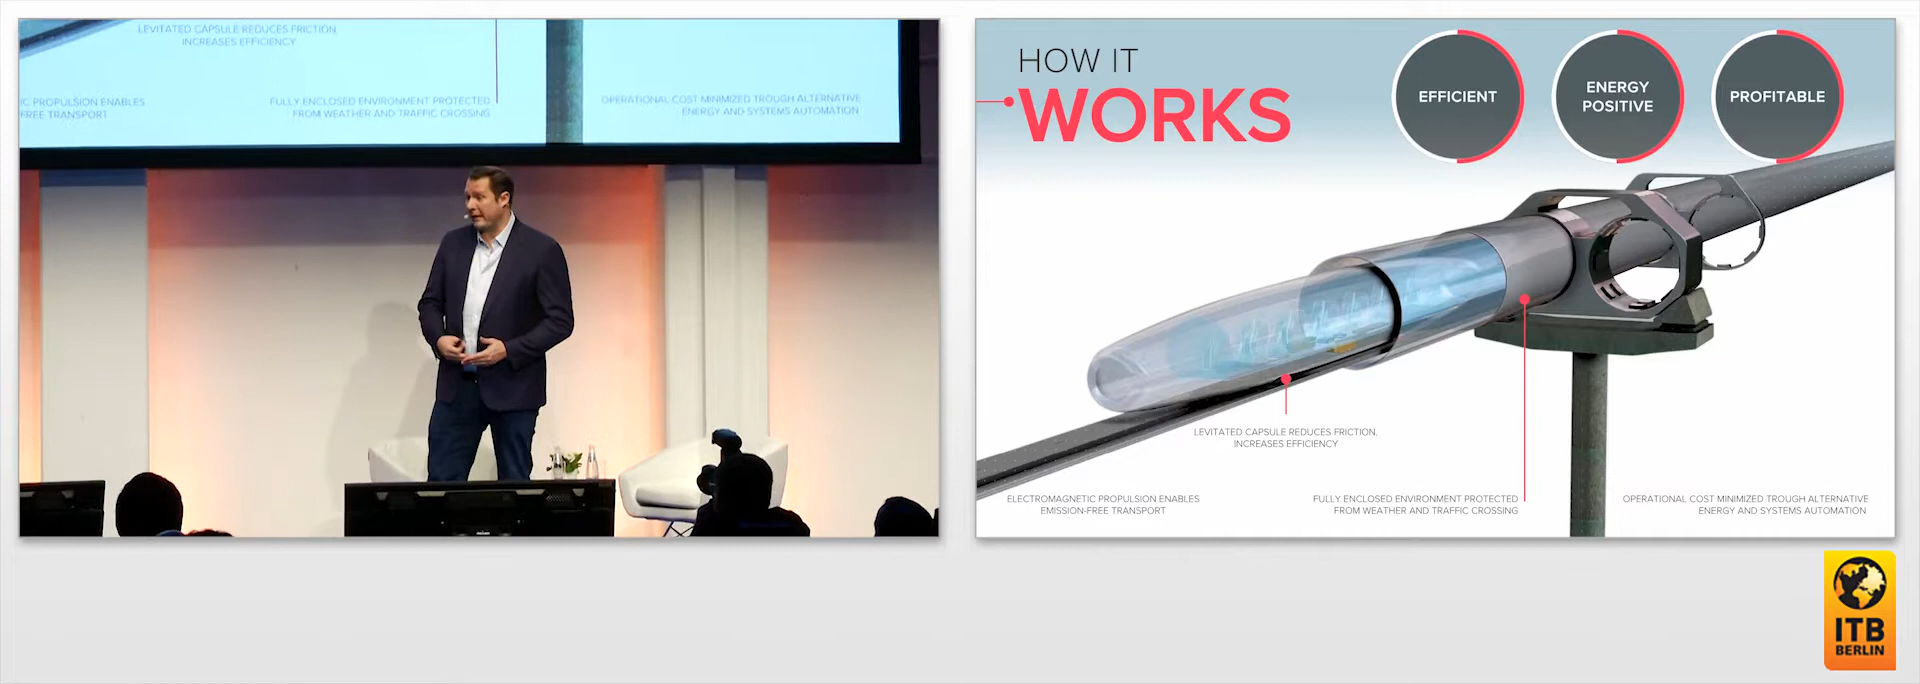 LEVITATED CAPSULE REDUCES FRICTION,
INCREASES EFFICIENCY
IC PROPULSION ENABLES
FREE TRANSPORT
FULLY ENCLOSED ENVIRONMENT PROTECTED
FROM WEATHER AND TRAFFIC CROSSING
OPERATIONAL COST MINIMIZED TROUGH ALTERNATIVE
ENERGY AND SYSTEMS AUTOMATION
HOW IT
WORKS
EFFICIENT
ENERGY
POSITIVE
PROFITABLE
LEVITATED CAPSULE REDUCES FRICTION,
INCREASES EFFICIENCY
ELECTROMAGNETIC PROPULSION ENABLES
EMISSION-FREE TRANSPORT
FULLY ENCLOSED ENVIRONMENT PROTECTED
FROM WEATHER AND TRAFFIC CROSSING
OPERATIONAL COST MINIMIZED TROUGH ALTERNATIVE
ENERGY AND SYSTEMS AUTOMATION
ITB
BERLIN